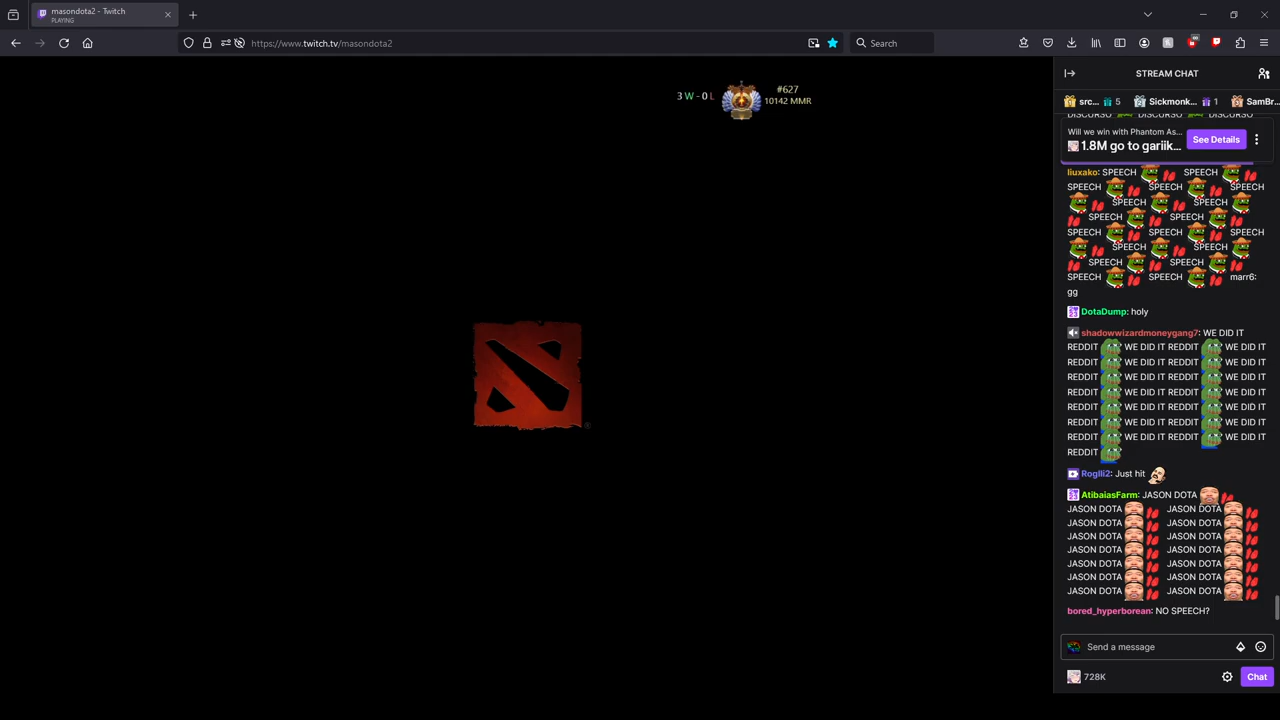 masondota2 - Twitch
PLAYING
https://www.twitch.tv/masondota2
Search
3 W - 0 L
#627
10142 MMR
STREAM CHAT
src... 5 Sickmonk... 1 SamBr...
DISCURSO DISCURSO DISCURSO
Will we win with Phantom As...
1.8M go to gariik...
See Details
liuxako: SPEECH SPEECH
SPEECH SPEECH SPEECH
SPEECH SPEECH
SPEECH SPEECH
SPEECH SPEECH SPEECH
SPEECH SPEECH
SPEECH SPEECH
SPEECH SPEECH marr6:
gg
DotaDump: holy
shadowwizardmoneygang7: WE DID IT
REDDIT WE DID IT REDDIT WE DID IT
REDDIT WE DID IT REDDIT WE DID IT
REDDIT WE DID IT REDDIT WE DID IT
REDDIT WE DID IT REDDIT WE DID IT
REDDIT WE DID IT REDDIT WE DID IT
REDDIT WE DID IT REDDIT WE DID IT
REDDIT WE DID IT REDDIT WE DID IT
REDDIT
Just hit
AtibaiasFarm: JASON DOTA
JASON DOTA JASON DOTA
JASON DOTA JASON DOTA
JASON DOTA JASON DOTA
JASON DOTA JASON DOTA
JASON DOTA JASON DOTA
JASON DOTA JASON DOTA
JASON DOTA JASON DOTA
bored_hyperborean: NO SPEECH?
Send a message
728K
Chat